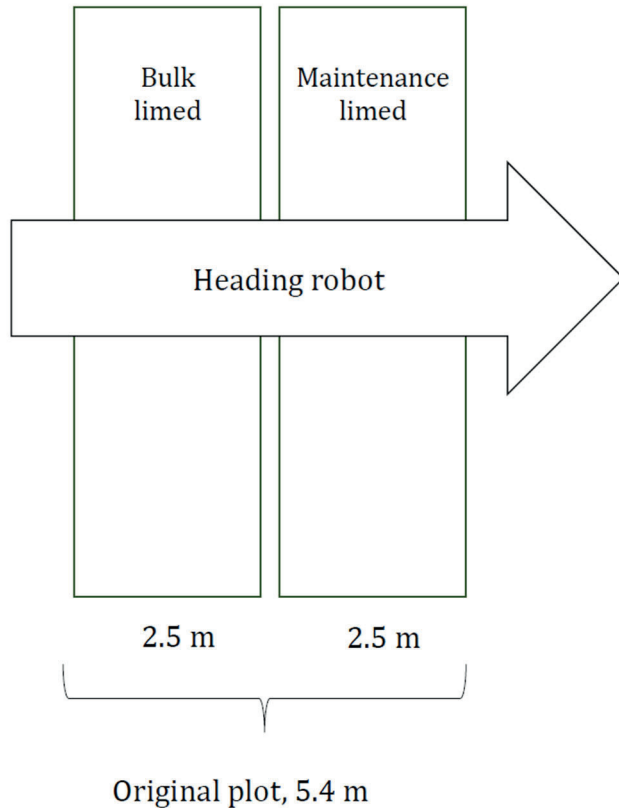 Bulk
limed
Maintenance
limed
Heading robot
2.5 m
2.5 m
Original plot, 5.4 m